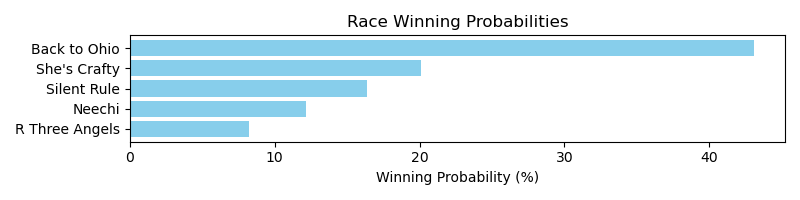 Race Winning Probabilities
Back to Ohio
She's Crafty
Silent Rule
Neechi
R Three Angels
0 10 20 30 40
Winning Probability (%)